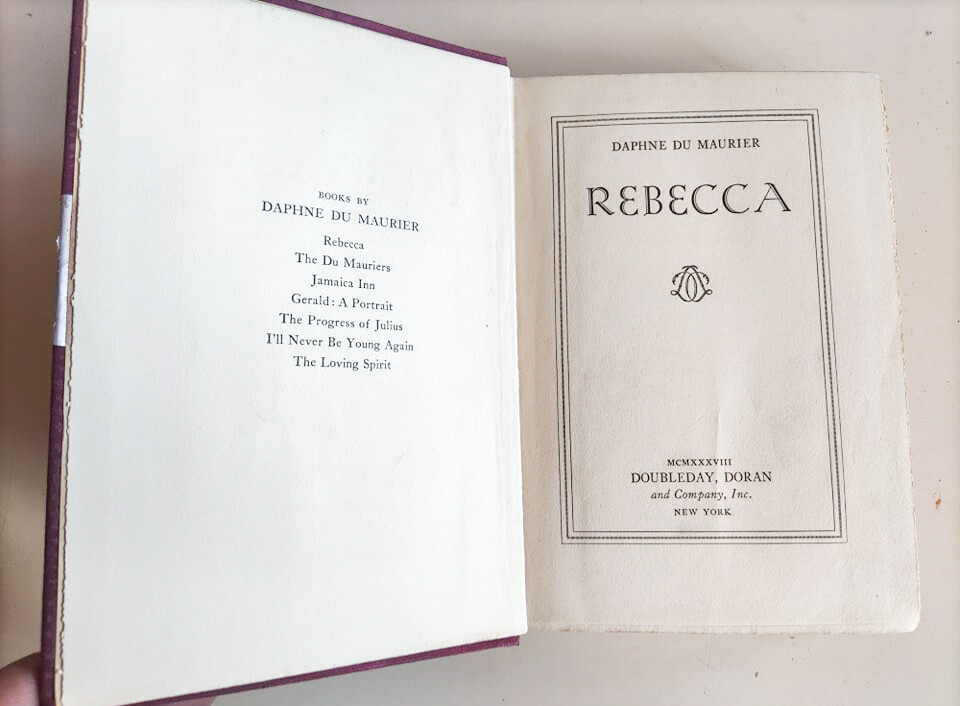 BOOKS BY
DAPHNE DU MAURIER
Rebecca
The Du Mauriers
Jamaica Inn
Gerald: A Portrait
The Progress of Julius
I'll Never Be Young Again
The Loving Spirit
DAPHNE DU MAURIER
REBECCA
MCMXXXVIII
DOUBLEDAY, DORAN
and Company, Inc.
NEW YORK